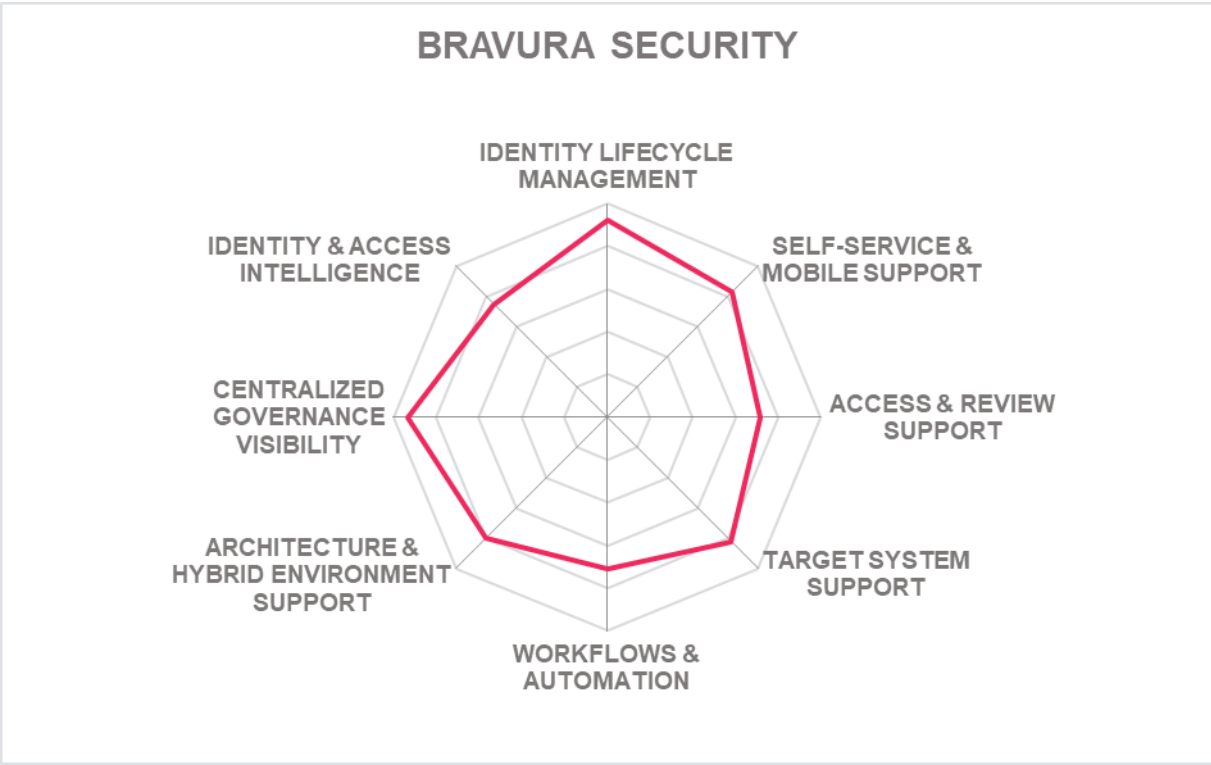 BRAVURA SECURITY
IDENTITY LIFECYCLE
MANAGEMENT
SELF-SERVICE &
MOBILE SUPPORT
ACCESS & REVIEW
SUPPORT
TARGET SYSTEM
SUPPORT
WORKFLOWS &
AUTOMATION
ARCHITECTURE &
HYBRID ENVIRONMENT
SUPPORT
CENTRALIZED
GOVERNANCE
VISIBILITY
IDENTITY & ACCESS
INTELLIGENCE